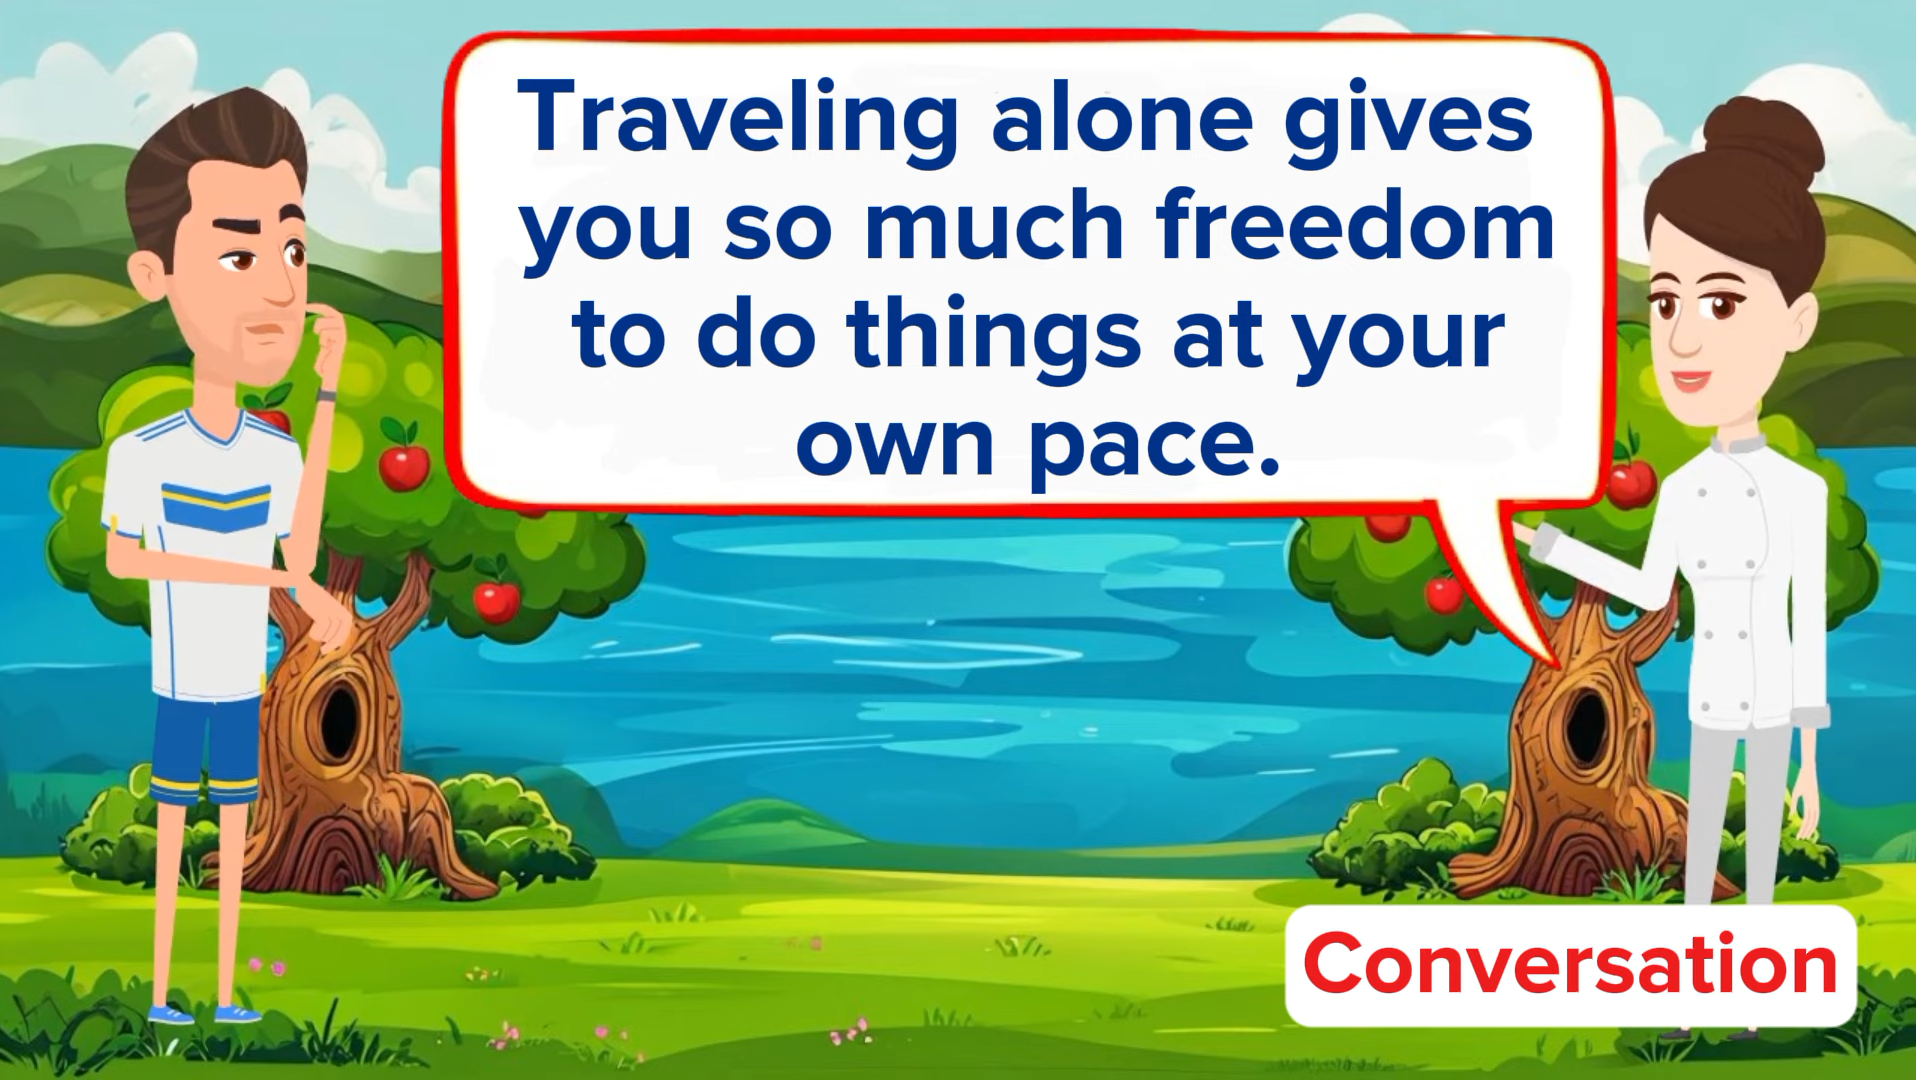 Traveling alone gives
you so much freedom
to do things at your
own pace.
Conversation